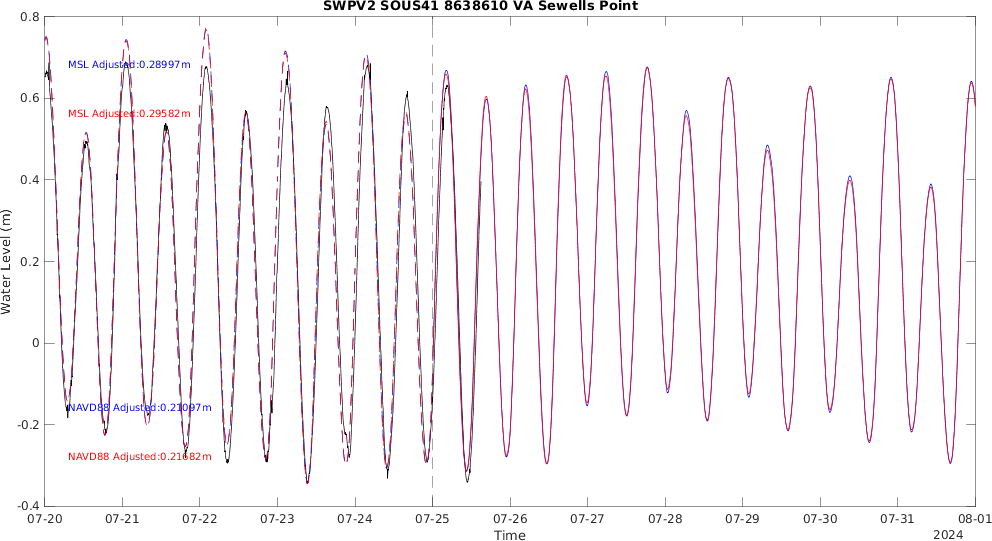 SWPV2 SOUS41 8638610 VA Sewells Point
0.8
0.6
0.4
0.2
0
-0.2
-0.4
Water Level (m)
MSL Adjusted:0.28997m
MSL Adjusted:0.29582m
NAVD88 Adjusted:0.21097m
NAVD88 Adjusted:0.21682m
07-20 07-21 07-22 07-23 07-24 07-25 07-26 07-27 07-28 07-29 07-30 07-31 08-01
Time
2024